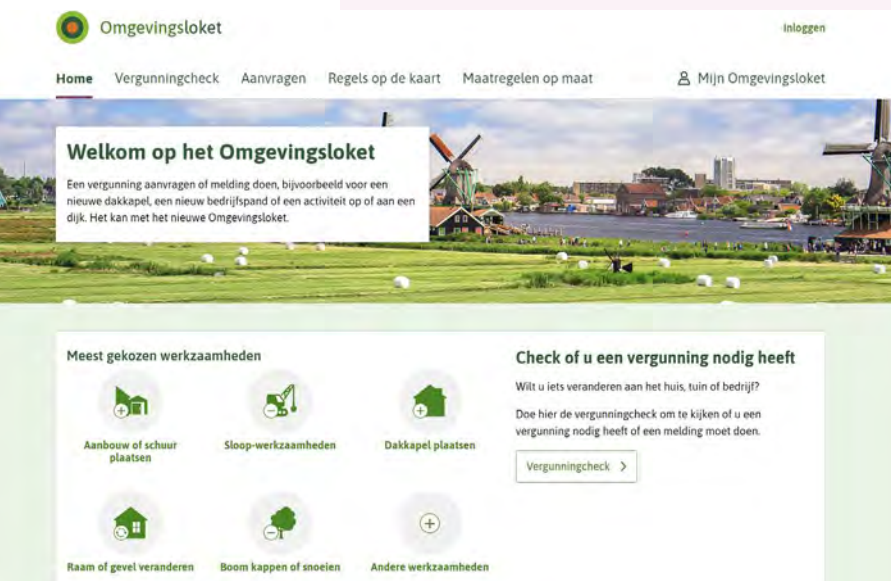 Omgevingsloket
Inloggen
Home Vergunningcheck Aanvragen Regels op de kaart Maatregelen op maat Mijn Omgevingsloket
Welkom op het Omgevingsloket
Een vergunning aanvragen of melding doen, bijvoorbeeld voor een
nieuwe dakkapel, een nieuw bedrijfspand of een activiteit op of aan een
dijk. Het kan met het nieuwe Omgevingsloket.
Meest gekozen werkzaamheden
Aanbouw of schuur
plaatsen
Sloop-werkzaamheden
Dakkapel plaatsen
Raam of gevel veranderen
Boom kappen of snoeien
Andere werkzaamheden
Check of u een vergunning nodig heeft
Wilt u iets veranderen aan het huis, tuin of bedrijf?
Doe hier de vergunningcheck om te kijken of u een
vergunning nodig heeft of een melding moet doen.
Vergunningcheck